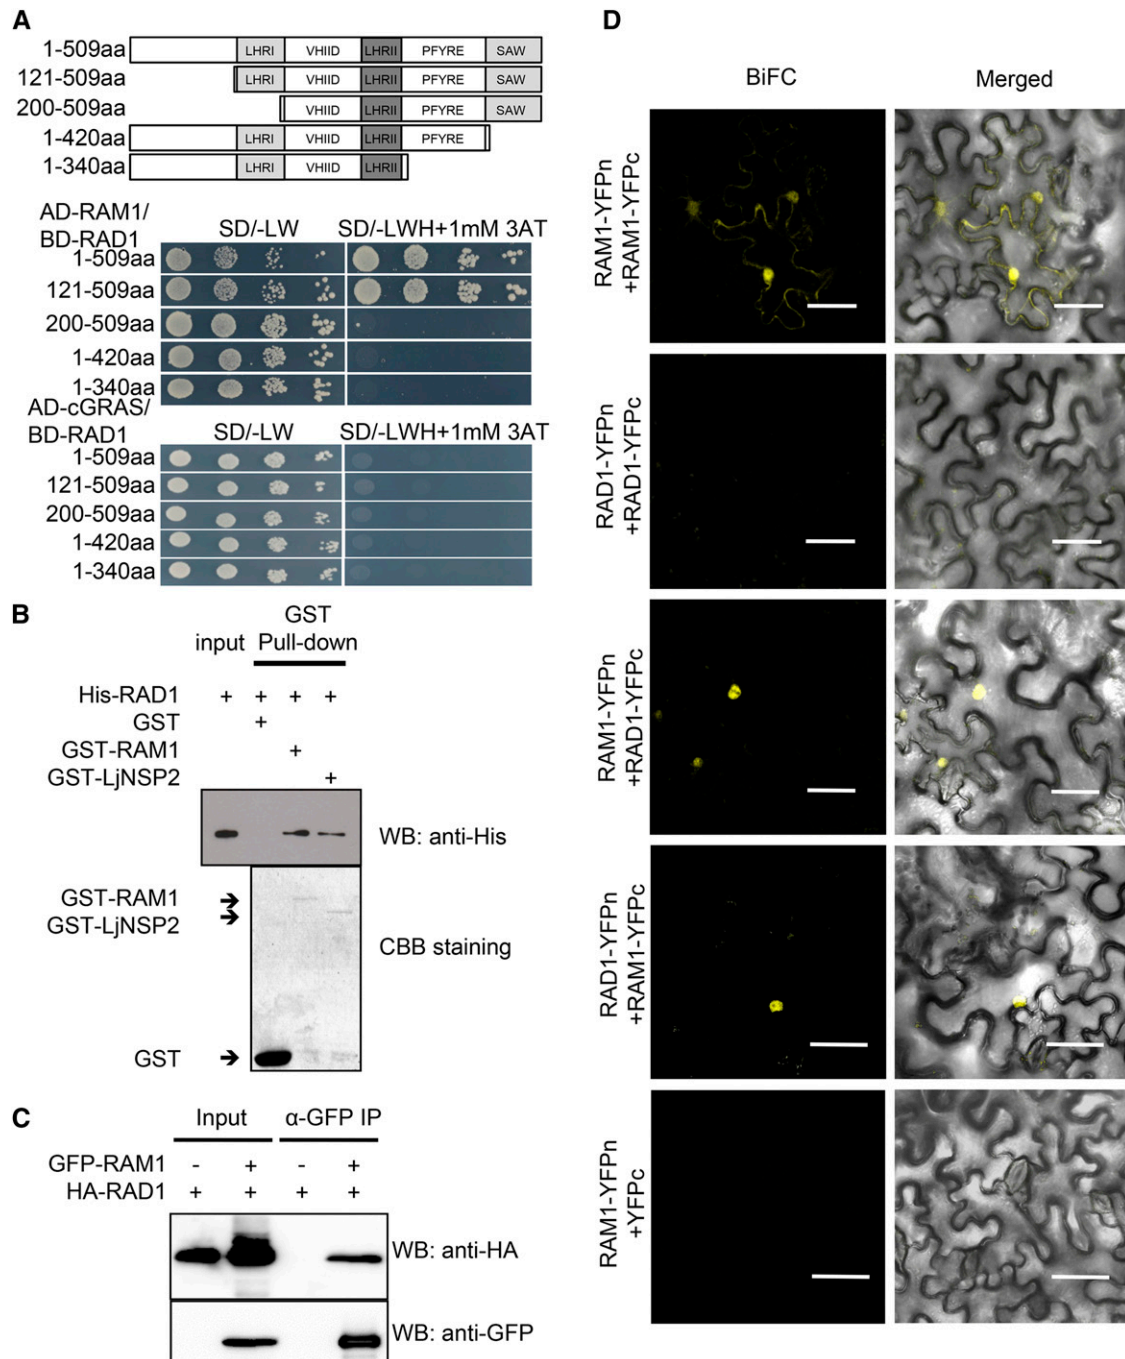 A
1-509aa LHRI VHIID LHRII PFYRE SAW
121-509aa LHRI VHIID LHRII PFYRE SAW
200-509aa VHIID LHRII PFYRE SAW
1-420aa LHRI VHIID LHRII PFYRE
1-340aa LHRI VHIID LHRII
AD-RAM1/
BD-RAD1 SD/-LW SD/-LWH+1mM 3AT
1-509aa
121-509aa
200-509aa
1-420aa
1-340aa
AD-cGRAS/
BD-RAD1 SD/-LW SD/-LWH+1mM 3AT
1-509aa
121-509aa
200-509aa
1-420aa
1-340aa
B
GST
input Pull-down
His-RAD1 + + + +
GST +
GST-RAM1 +
GST-LjNSP2 +
WB: anti-His
GST-RAM1
GST-LjNSP2
CBB staining
GST
C
Input α-GFP IP
GFP-RAM1 - + - +
HA-RAD1 + + + +
WB: anti-HA
WB: anti-GFP
D
BiFC Merged
RAM1-YFPn
+RAM1-YFPc
RAD1-YFPn
+RAD1-YFPc
RAM1-YFPn
+RAD1-YFPc
RAD1-YFPn
+RAM1-YFPc
RAM1-YFPn
+YFPc